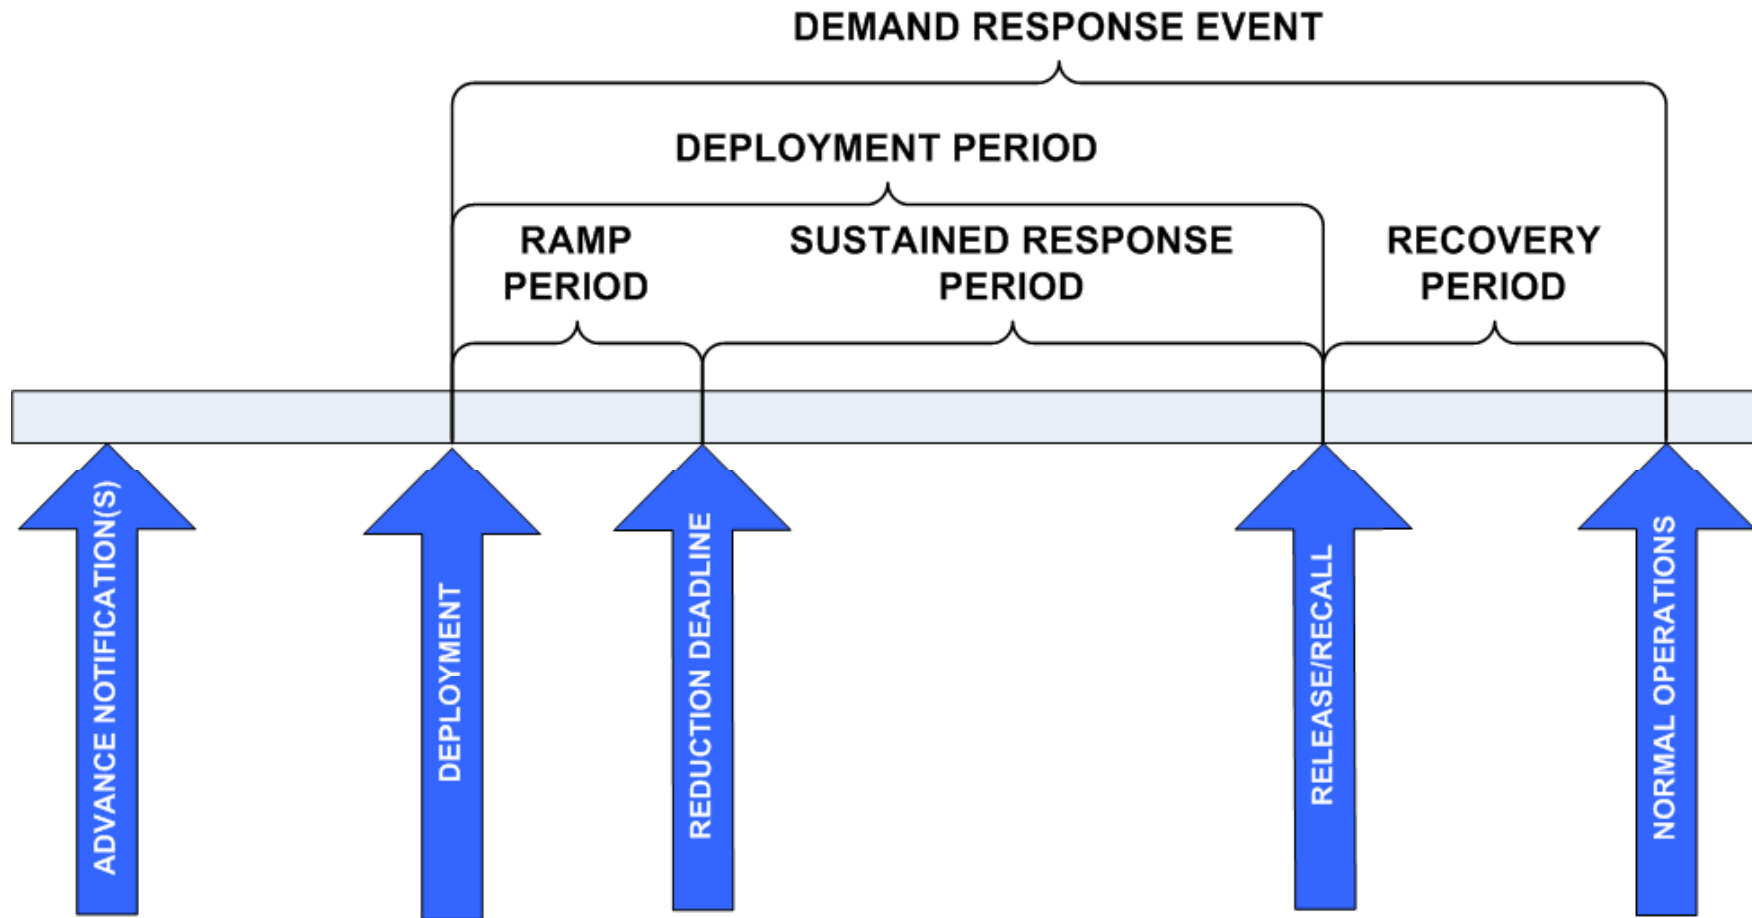 DEMAND RESPONSE EVENT
DEPLOYMENT PERIOD
RAMP
PERIOD
SUSTAINED RESPONSE
PERIOD
RECOVERY
PERIOD
ADVANCE NOTIFICATION(S)
DEPLOYMENT
REDUCTION DEADLINE
RELEASE/RECALL
NORMAL OPERATIONS